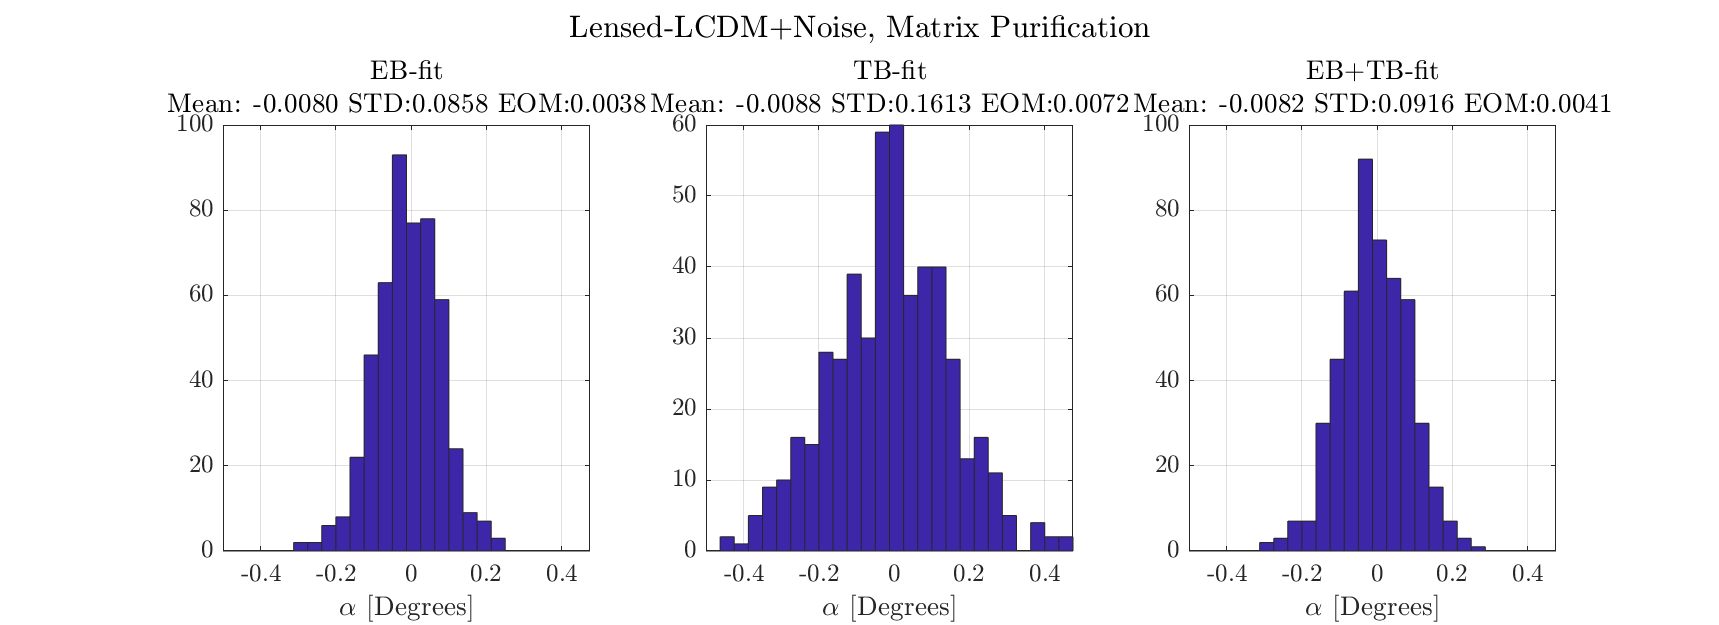 Lensed-LCDM+Noise, Matrix Purification
EB-fit
Mean: -0.0080 STD:0.0858 EOM:0.0038
100
80
60
40
20
0
-0.4 -0.2 0 0.2 0.4
α [Degrees]
TB-fit
Mean: -0.0088 STD:0.1613 EOM:0.0072
60
50
40
30
20
10
0
-0.4 -0.2 0 0.2 0.4
α [Degrees]
EB+TB-fit
Mean: -0.0082 STD:0.0916 EOM:0.0041
100
80
60
40
20
0
-0.4 -0.2 0 0.2 0.4
α [Degrees]